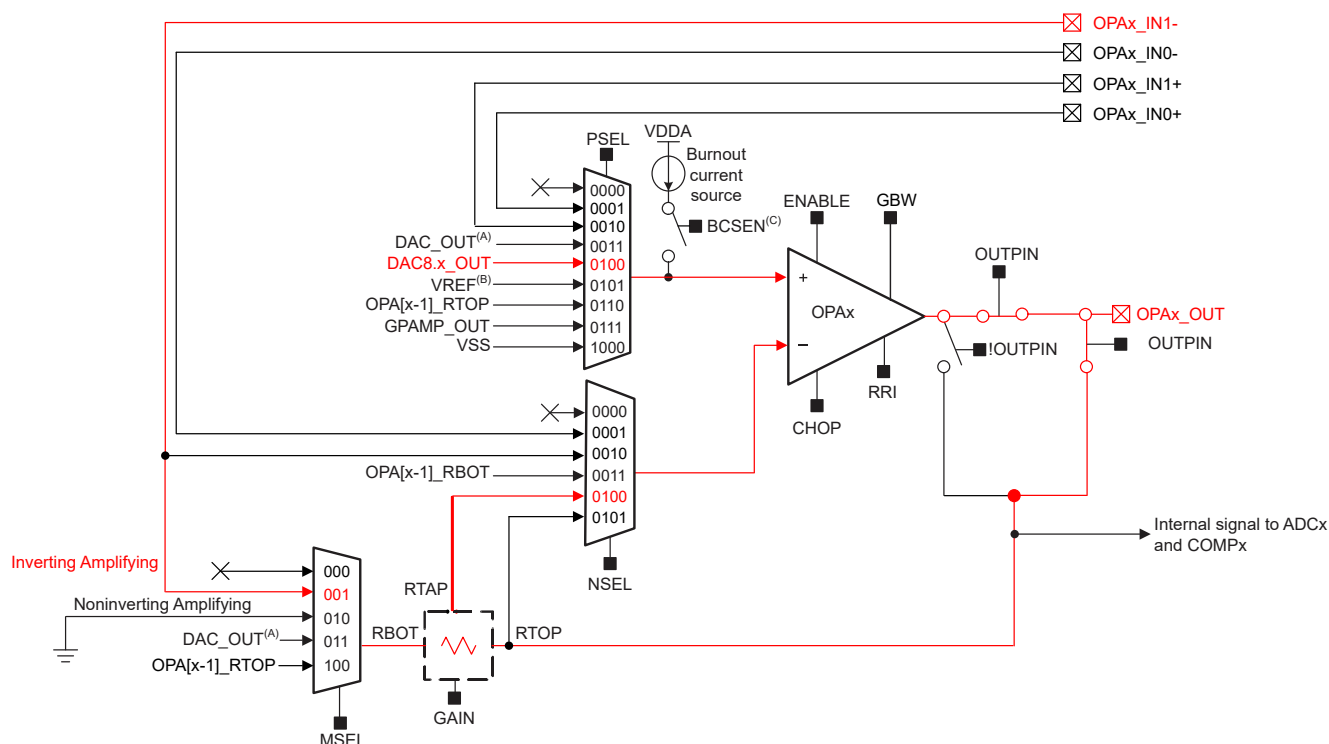 OPAx_IN1-
OPAx_IN0-
OPAx_IN1+
OPAx_IN0+
PSEL
VDDA
Burnout
current
source
BCSEN(C)
ENABLE
GBW
OUTPIN
0000
0001
0010
DAC_OUT(A) 0011
DAC8.x_OUT 0100
VREF(B) 0101
OPA[x-1]_RTOP 0110
GPAMP_OUT 0111
VSS 1000
+
OPAx
−
OPAx_OUT
!OUTPIN
OUTPIN
RRI
CHOP
0000
0001
0010
OPA[x-1]_RBOT 0011
0100
0101
NSEL
Internal signal to ADCx
and COMPx
Inverting Amplifying
000
001
Noninverting Amplifying 010
DAC_OUT(A) 011
OPA[x-1]_RTOP 100
RTAP
RBOT
RTOP
GAIN
MSEL